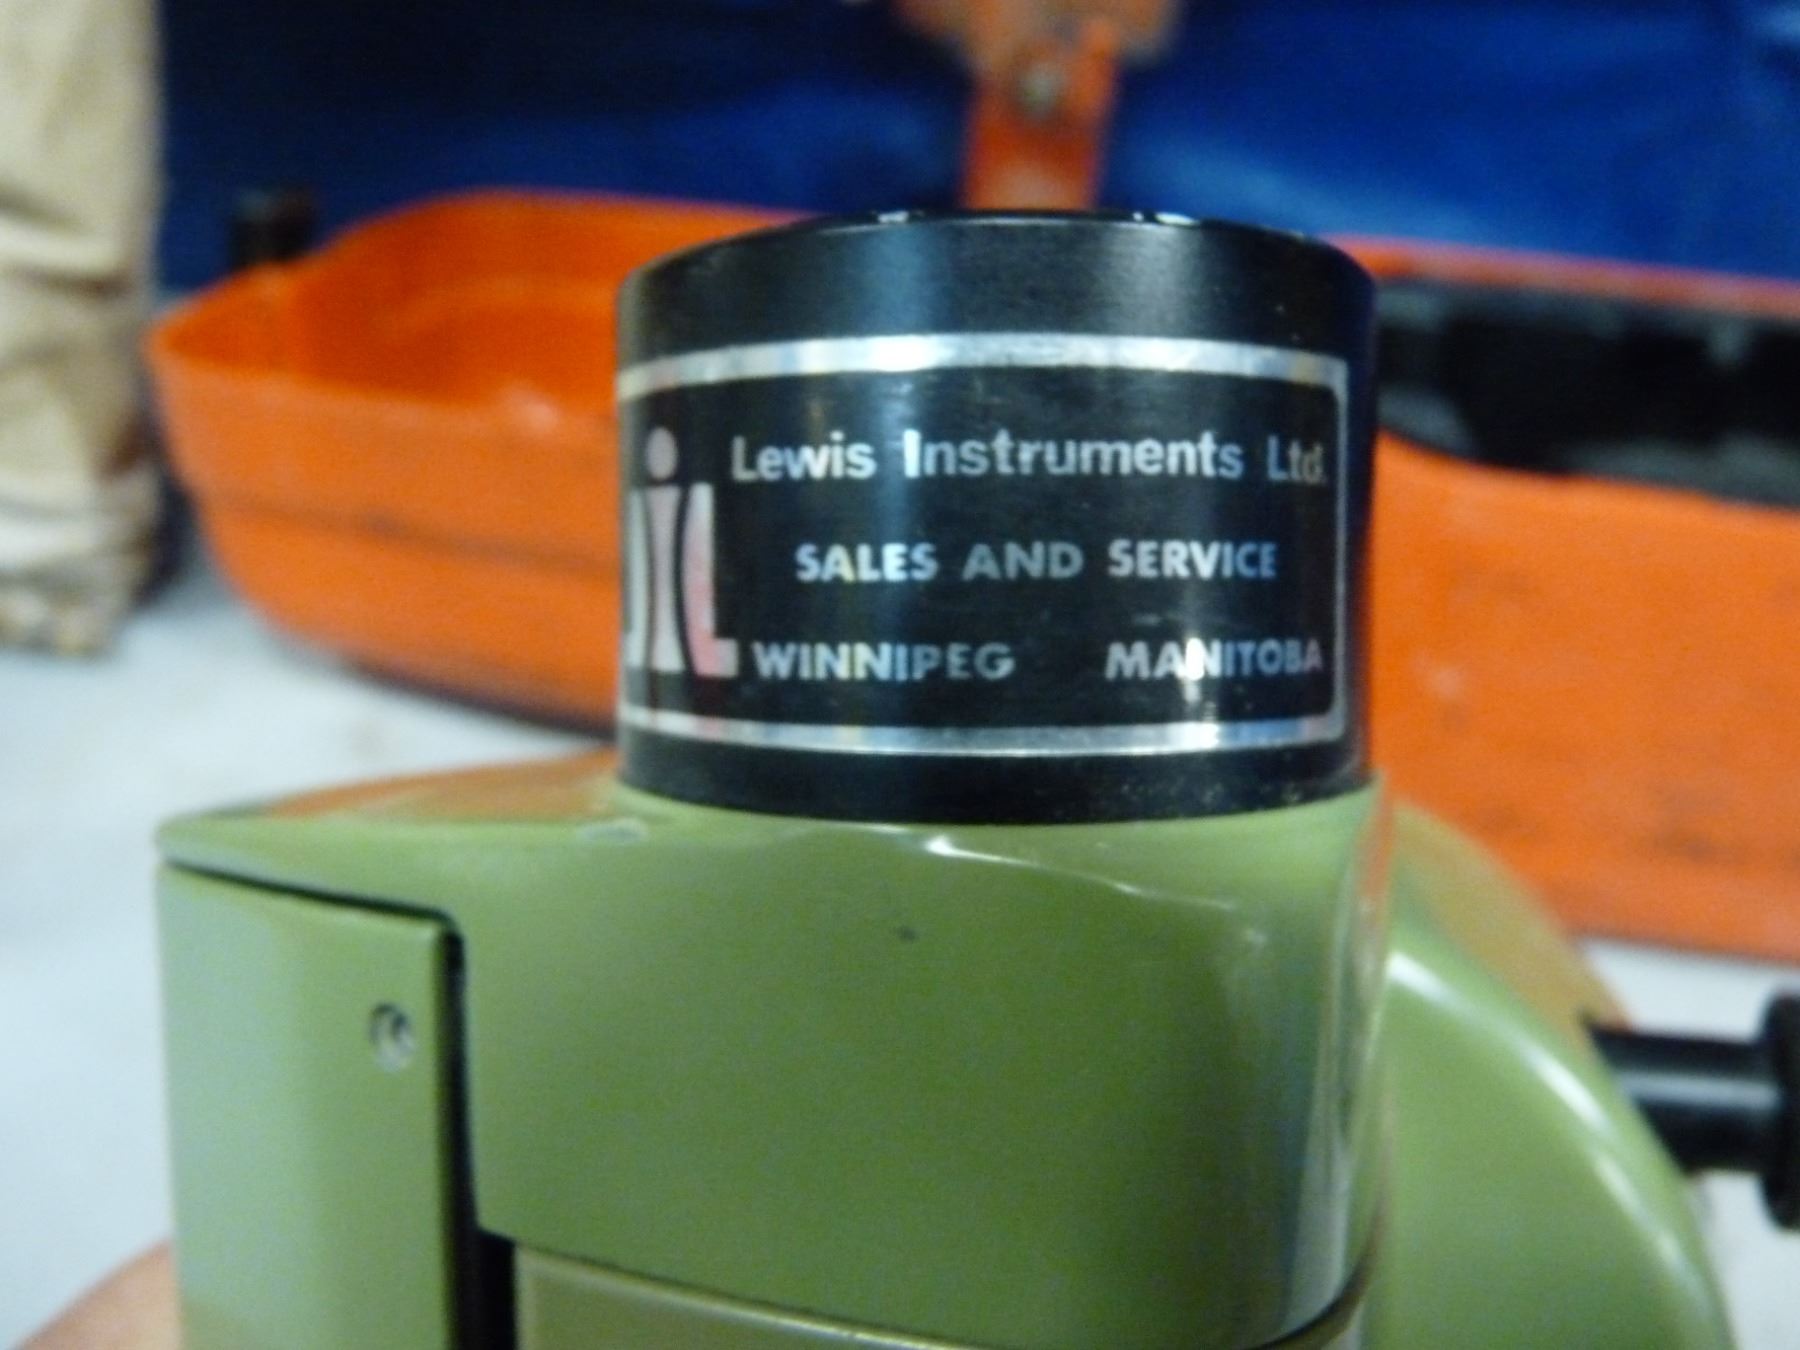 Lewis Instruments Ltd.
SALES AND SERVICE
WINNIPEG MANITOBA